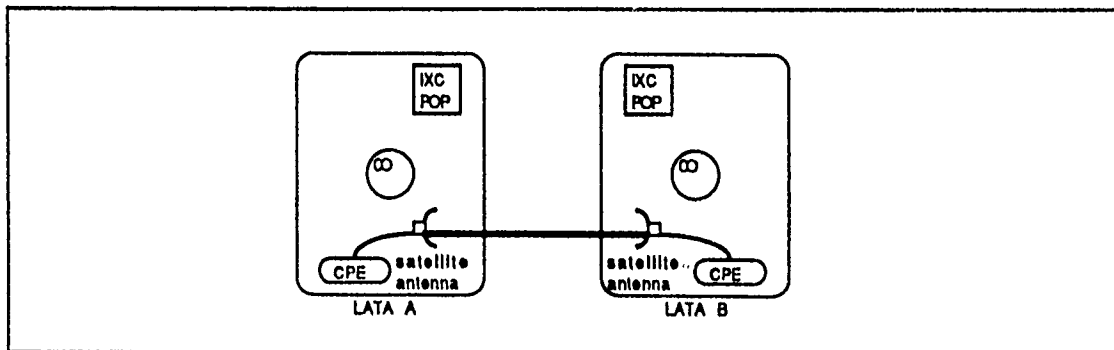 IXC
POP
IXC
POP
CO
CO
CPE
satellite
antenna
satellite
antenna
CPE
LATA A
LATA B